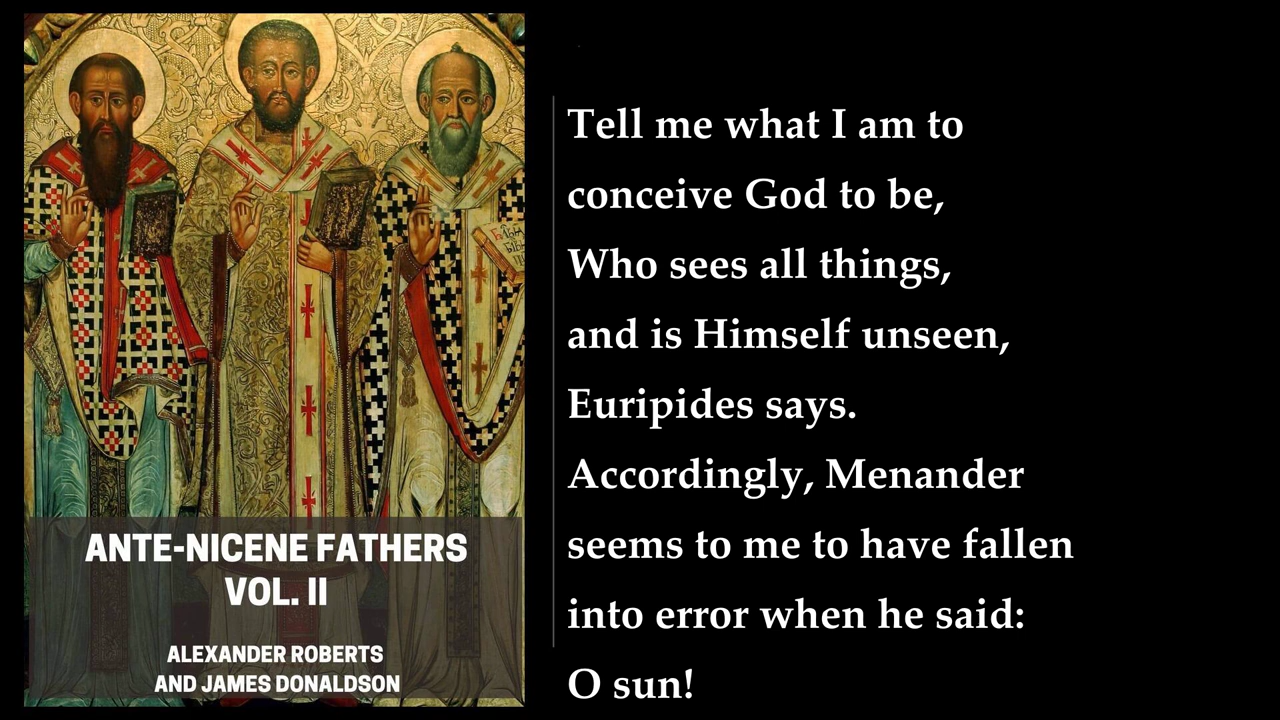 ANTE-NICENE FATHERS
VOL. II
ALEXANDER ROBERTS
AND JAMES DONALDSON
Tell me what I am to
conceive God to be,
Who sees all things,
and is Himself unseen,
Euripides says.
Accordingly, Menander
seems to me to have fallen
into error when he said:
O sun!